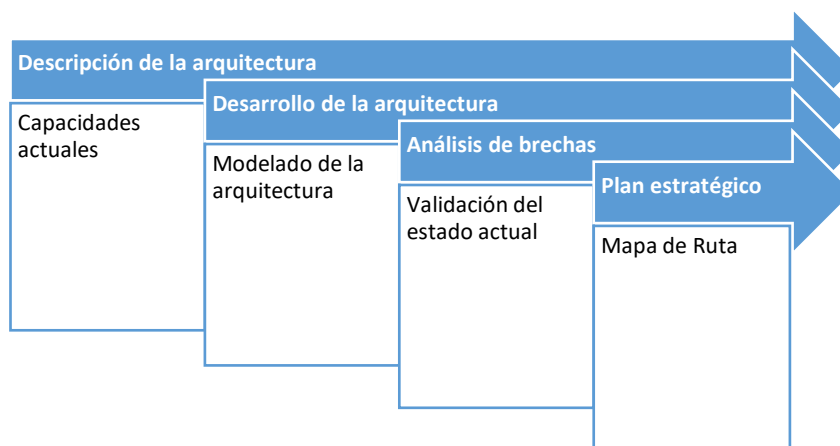 Descripción de la arquitectura
Capacidades
actuales
Desarrollo de la arquitectura
Modelado de la
arquitectura
Análisis de brechas
Validación del
estado actual
Plan estratégico
Mapa de Ruta